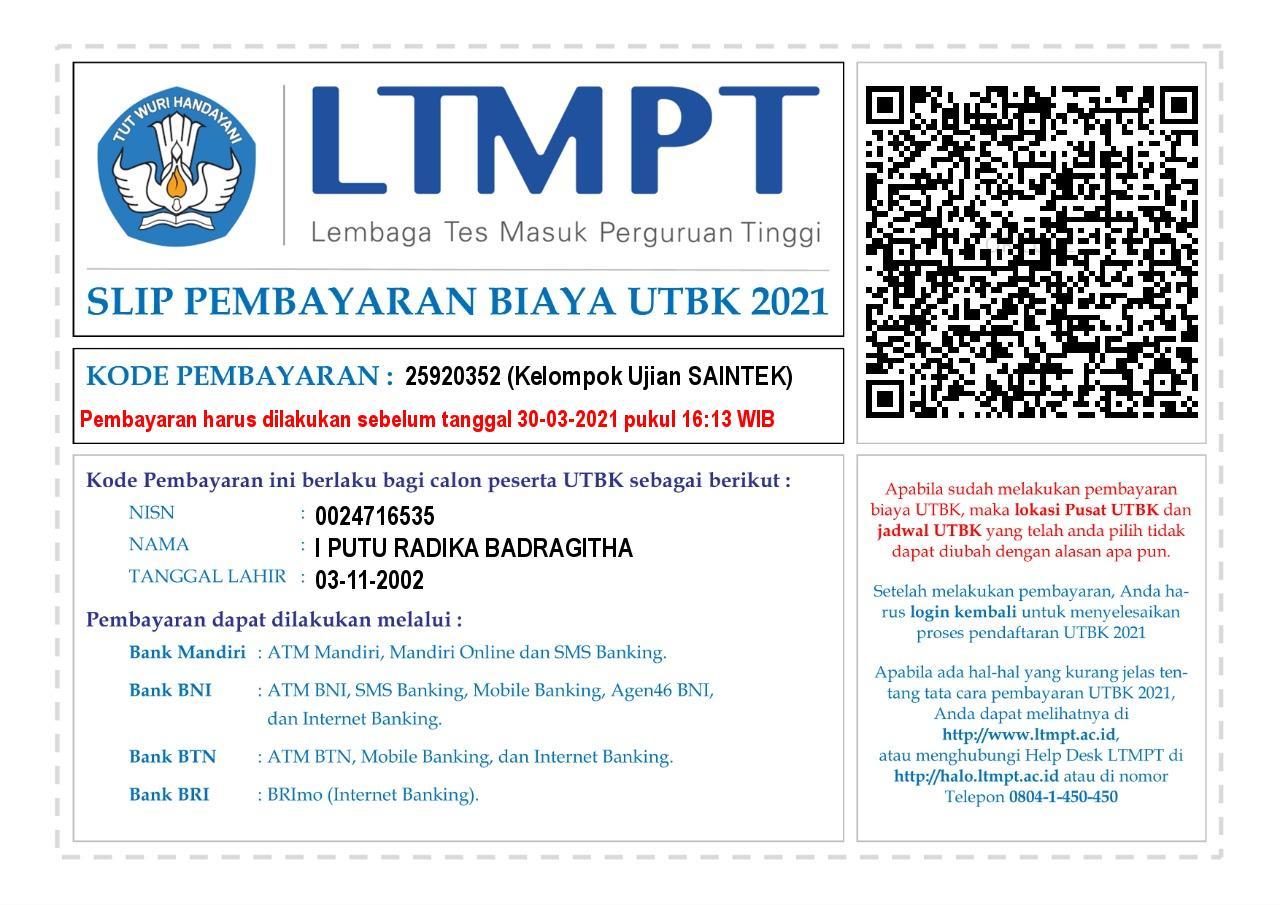 TUT WURI HANDAYANI
LTMPT
Lembaga Tes Masuk Perguruan Tinggi
SLIP PEMBAYARAN BIAYA UTBK 2021
KODE PEMBAYARAN : 25920352 (Kelompok Ujian SAINTEK)
Pembayaran harus dilakukan sebelum tanggal 30-03-2021 pukul 16:13 WIB
Kode Pembayaran ini berlaku bagi calon peserta UTBK sebagai berikut :
NISN : 0024716535
NAMA : I PUTU RADIKA BADRAGITHA
TANGGAL LAHIR : 03-11-2002
Pembayaran dapat dilakukan melalui :
Bank Mandiri : ATM Mandiri, Mandiri Online dan SMS Banking.
Bank BNI : ATM BNI, SMS Banking, Mobile Banking, Agen46 BNI,
dan Internet Banking.
Bank BTN : ATM BTN, Mobile Banking, dan Internet Banking.
Bank BRI : BRImo (Internet Banking).
Apabila sudah melakukan pembayaran
biaya UTBK, maka lokasi Pusat UTBK dan
jadwal UTBK yang telah anda pilih tidak
dapat diubah dengan alasan apa pun.
Setelah melakukan pembayaran, Anda ha-
rus login kembali untuk menyelesaikan
proses pendaftaran UTBK 2021
Apabila ada hal-hal yang kurang jelas ten-
tang tata cara pembayaran UTBK 2021,
Anda dapat melihatnya di
http://www.ltmpt.ac.id,
atau menghubungi Help Desk LTMPT di
http://halo.ltmpt.ac.id atau di nomor
Telepon 0804-1-450-450